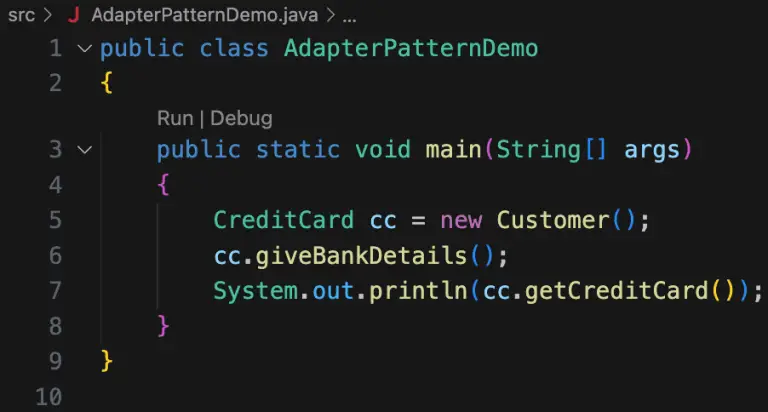 src > J AdapterPatternDemo.java > ...
1 public class AdapterPatternDemo
2 {
Run | Debug
3 public static void main(String[] args)
4 {
5 CreditCard cc = new Customer();
6 cc.giveBankDetails();
7 System.out.println(cc.getCreditCard());
8 }
9 }
10